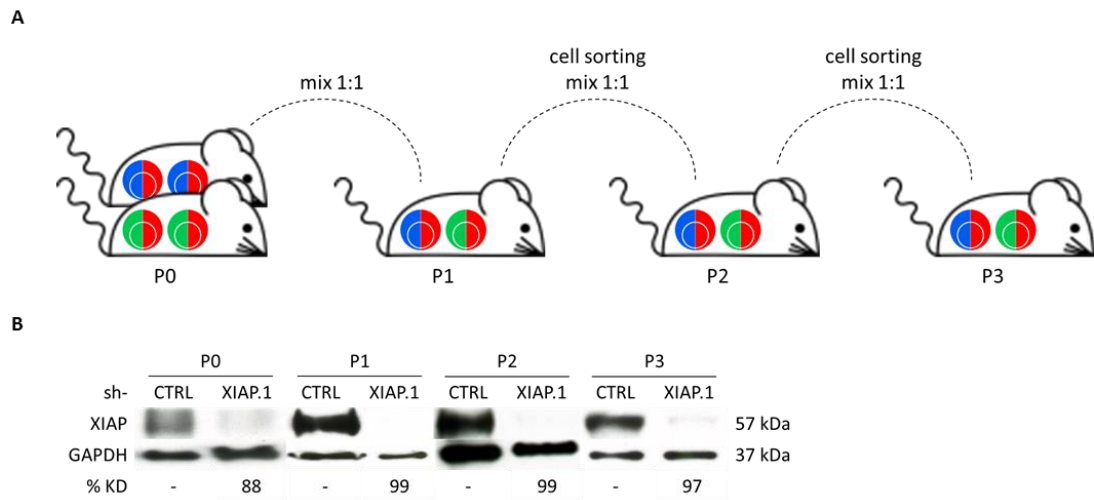 A
mix 1:1
cell sorting
mix 1:1
cell sorting
mix 1:1
P0
P1
P2
P3
B
P0 P1 P2 P3
sh- CTRL XIAP.1 CTRL XIAP.1 CTRL XIAP.1 CTRL XIAP.1
XIAP 57 kDa
GAPDH 37 kDa
% KD - 88 - 99 - 99 - 97